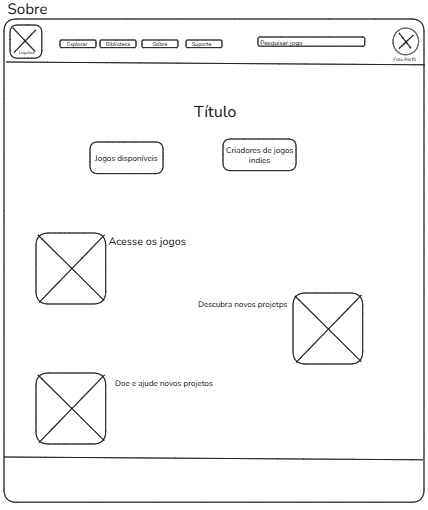 Sobre
Logotipo
Explorar
Biblioteca
Sobre
Suporte
Pesquisar jogo
Foto Perfil
Título
Jogos disponíveis
Criadores de jogos
indies
Acesse os jogos
Descubra novos projetps
Doe e ajude novos projetos